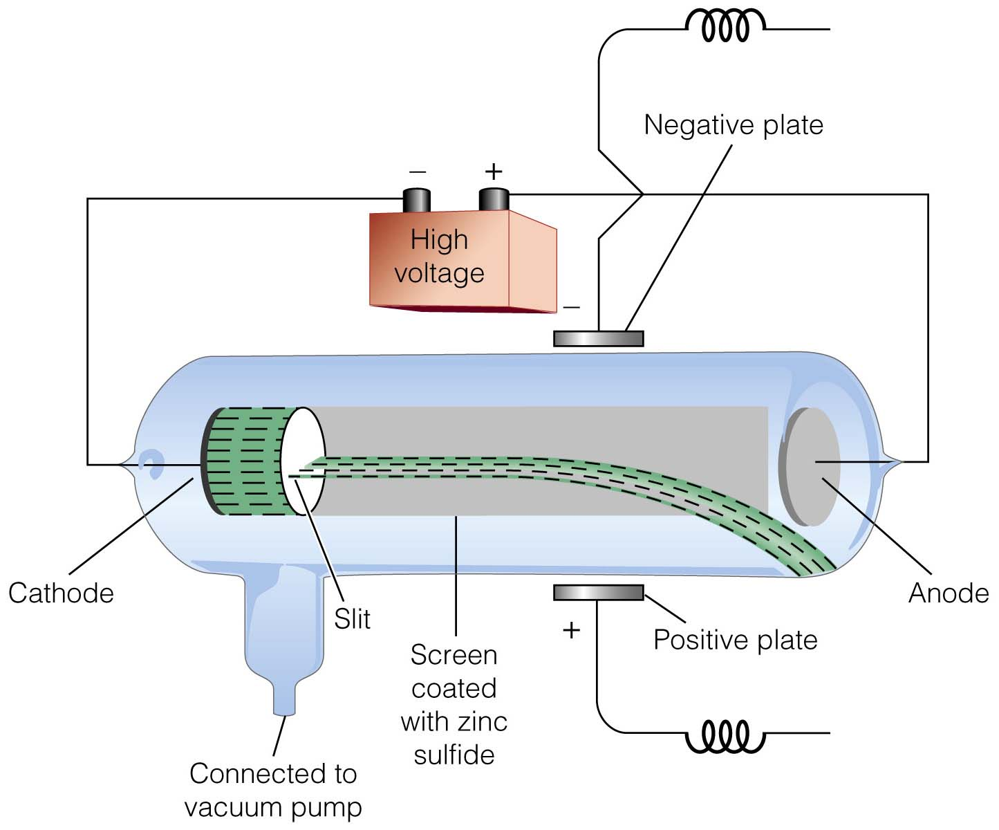 Negative plate
– +
High
voltage
–
Cathode
Slit
Anode
+
Positive plate
Screen
coated
with zinc
sulfide
Connected to
vacuum pump